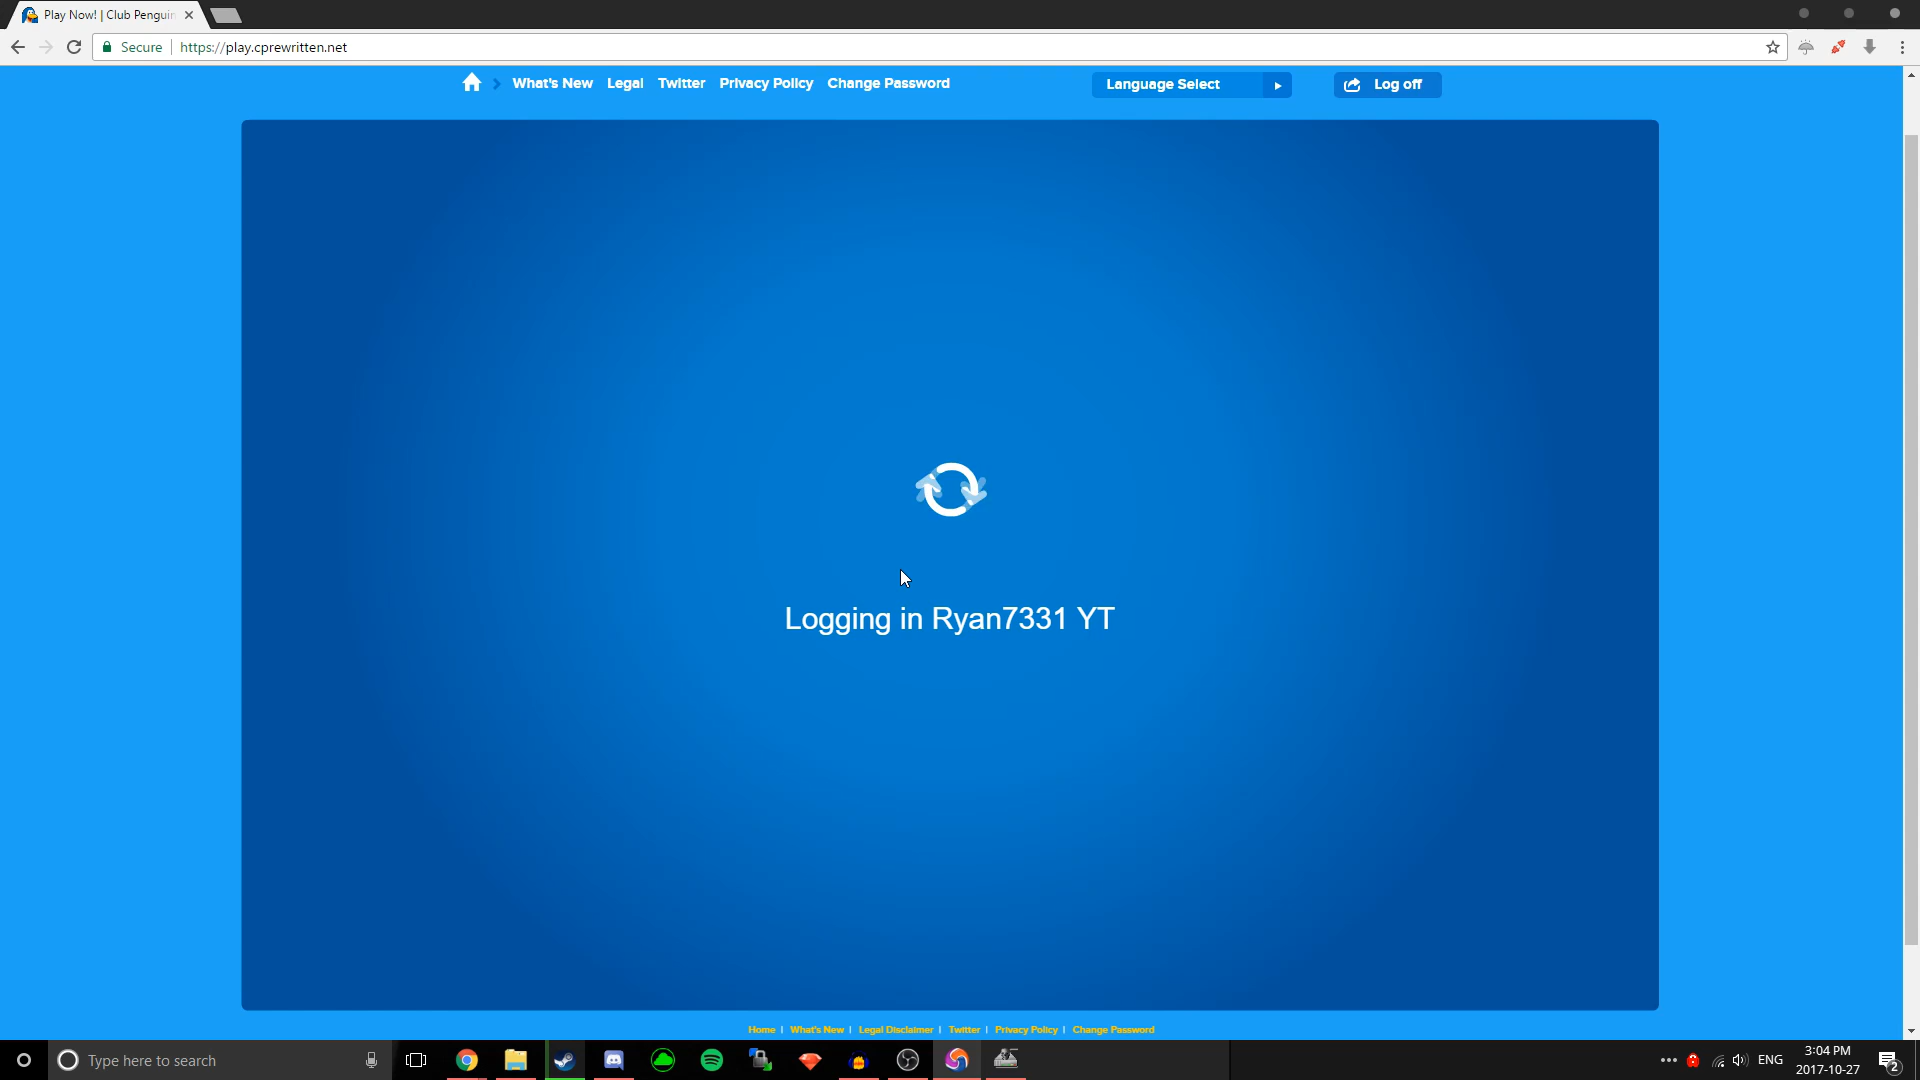 Play Now! | Club Penguin
Secure https://play.cprewritten.net
What's New Legal Twitter Privacy Policy Change Password Language Select Log off
Logging in Ryan7331 YT
Home | What's New | Legal Disclaimer | Twitter | Privacy Policy | Change Password
Type here to search
ENG
3:04 PM
2017-10-27
2